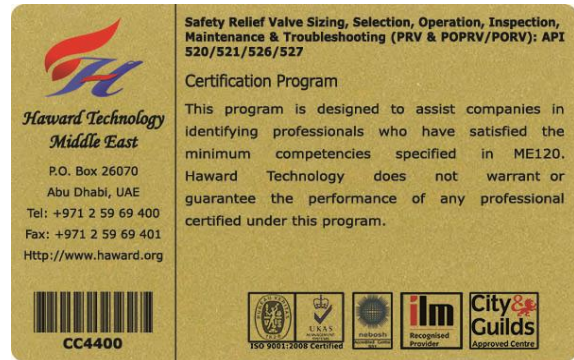 Haward Technology
Middle East
P.O. Box 26070
Abu Dhabi, UAE
Tel: +971 2 59 69 400
Fax: +971 2 59 69 401
Http://www.haward.org
CC4400
Safety Relief Valve Sizing, Selection, Operation, Inspection,
Maintenance & Troubleshooting (PRV & POPRV/PORV): API
520/521/526/527
Certification Program
This program is designed to assist companies in
identifying professionals who have satisfied the
minimum competencies specified in ME120.
Haward Technology does not warrant or
guarantee the performance of any professional
certified under this program.
UKAS
ISO 9001:2008 Certified
nebosh
ilm
Recognised
Provider
City&
Guilds
Approved Centre